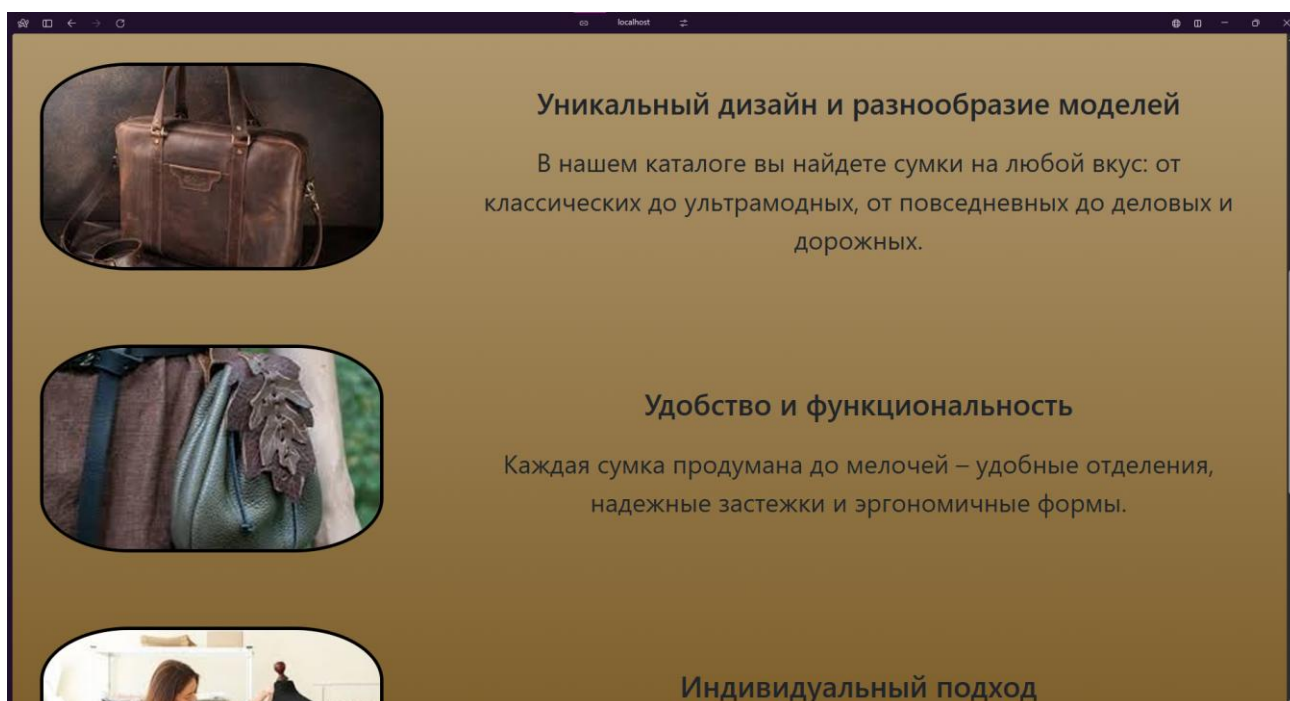 localhost
Уникальный дизайн и разнообразие моделей
В нашем каталоге вы найдете сумки на любой вкус: от
классических до ультрамодных, от повседневных до деловых и
дорожных.
Удобство и функциональность
Каждая сумка продумана до мелочей – удобные отделения,
надежные застежки и эргономичные формы.
Индивидуальный подход